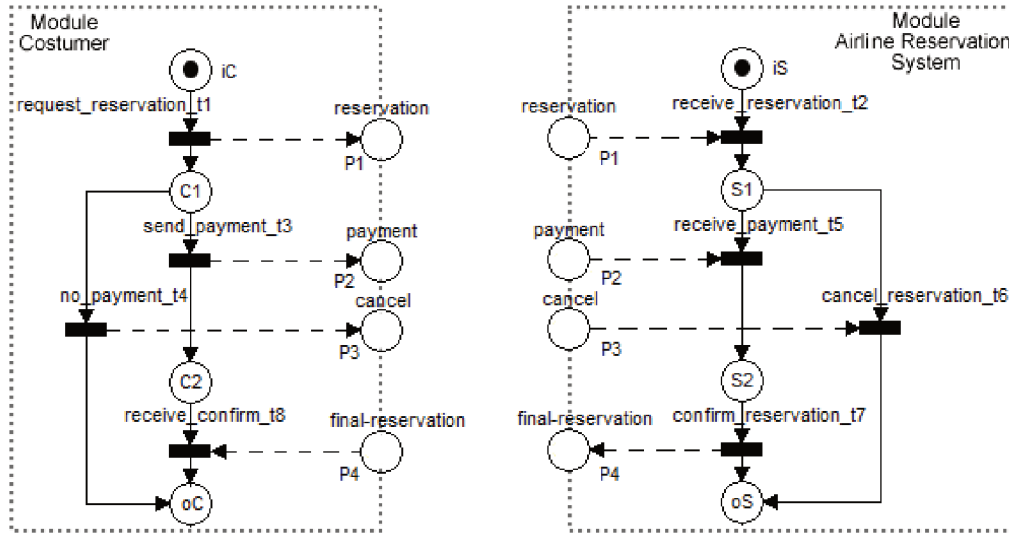 Module
Costumer
iC
request_reservation_t1
reservation
P1
C1
send_payment_t3
payment
P2
no_payment_t4
cancel
P3
C2
receive_confirm_t8
final-reservation
P4
oC
Module
Airline Reservation
System
iS
receive_reservation_t2
reservation
P1
S1
receive_payment_t5
payment
P2
cancel_reservation_t6
cancel
P3
S2
confirm_reservation_t7
final-reservation
P4
oS